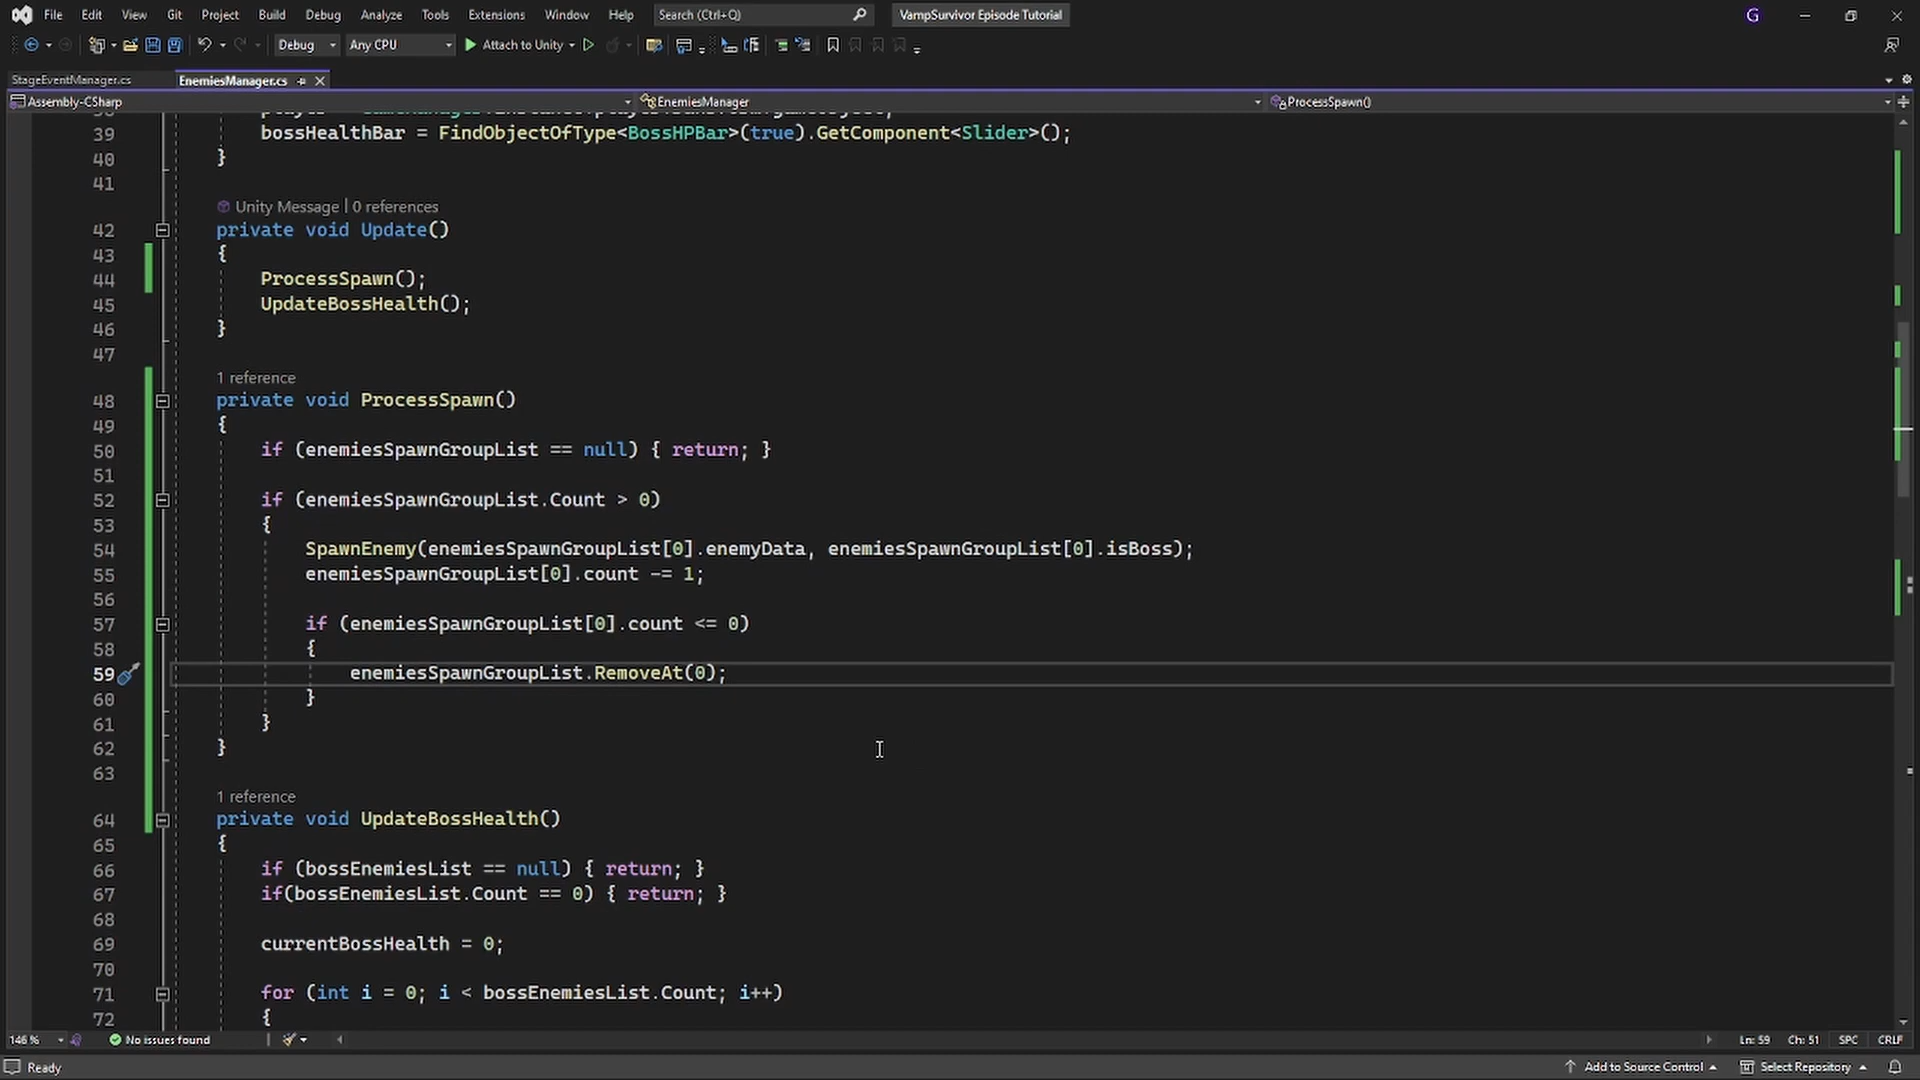 File Edit View Git Project Build Debug Analyze Tools Extensions Window Help Search (Ctrl+Q) VampSurvivor Episode Tutorial G
Debug Any CPU Attach to Unity
StageEventManager.cs EnemiesManager.cs
Assembly-CSharp EnemiesManager ProcessSpawn()
39 bossHealthBar = FindObjectOfType<BossHPBar>(true).GetComponent<Slider>();
40 }
41
Unity Message | 0 references
42 private void Update()
43 {
44 ProcessSpawn();
45 UpdateBossHealth();
46 }
47
1 reference
48 private void ProcessSpawn()
49 {
50 if (enemiesSpawnGroupList == null) { return; }
51
52 if (enemiesSpawnGroupList.Count > 0)
53 {
54 SpawnEnemy(enemiesSpawnGroupList[0].enemyData, enemiesSpawnGroupList[0].isBoss);
55 enemiesSpawnGroupList[0].count -= 1;
56
57 if (enemiesSpawnGroupList[0].count <= 0)
58 {
59 enemiesSpawnGroupList.RemoveAt(0);
60 }
61 }
62 }
63
1 reference
64 private void UpdateBossHealth()
65 {
66 if (bossEnemiesList == null) { return; }
67 if(bossEnemiesList.Count == 0) { return; }
68
69 currentBossHealth = 0;
70
71 for (int i = 0; i < bossEnemiesList.Count; i++)
72 {
146 % No issues found Ln: 59 Ch: 51 SPC CRLF
Ready Add to Source Control Select Repository